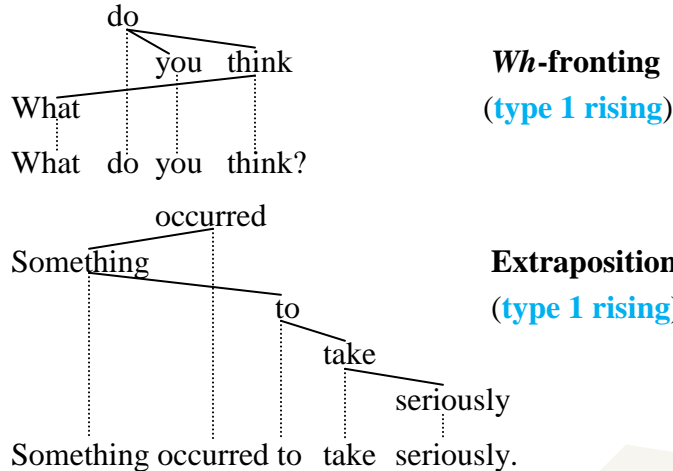 do
you think
Wh-fronting
What
(type 1 rising)
What do you think?
occurred
Something
Extraposition
(type 1 rising)
to
take
seriously
Something occurred to take seriously.